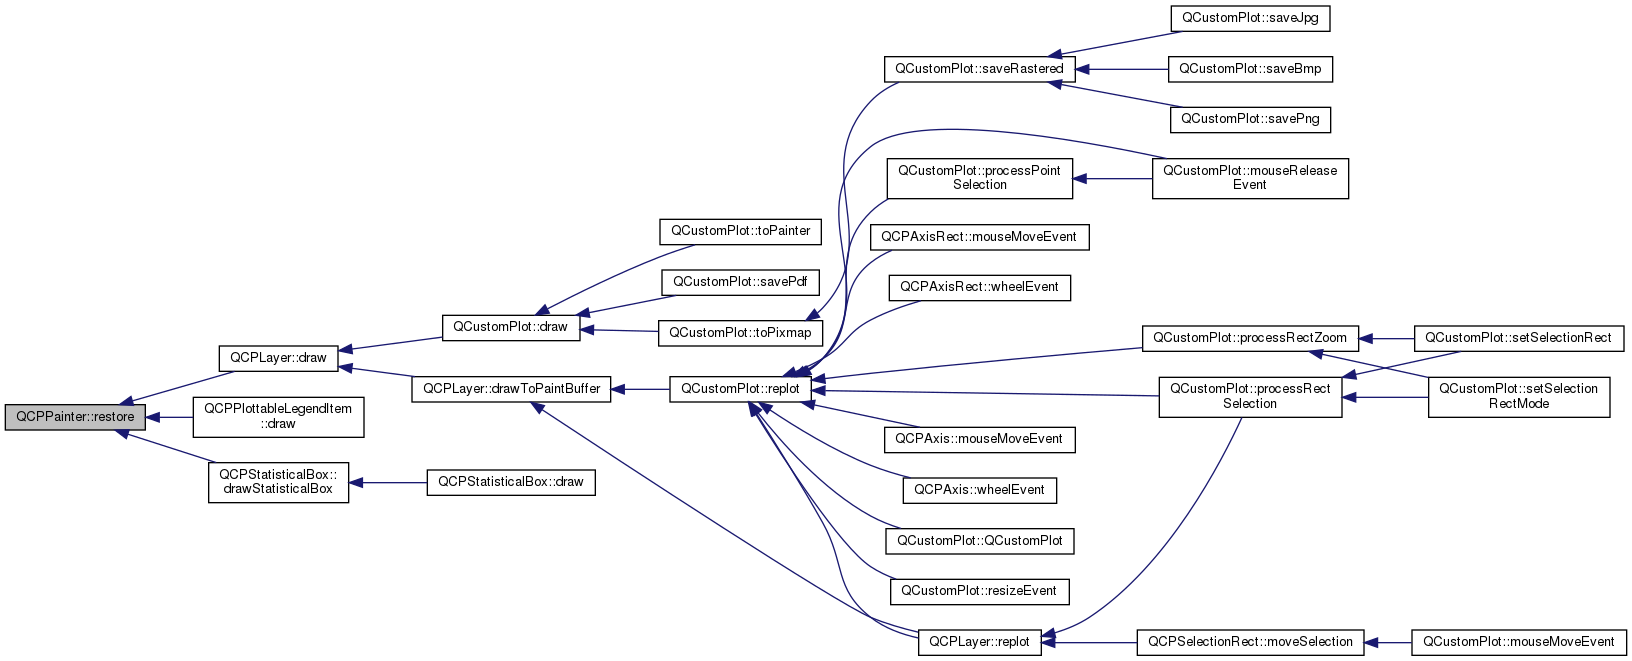 QCustomPlot::saveJpg
QCustomPlot::saveRastered
QCustomPlot::saveBmp
QCustomPlot::savePng
QCustomPlot::processPoint
Selection
QCustomPlot::mouseRelease
Event
QCustomPlot::toPainter
QCPAxisRect::mouseMoveEvent
QCustomPlot::savePdf
QCPAxisRect::wheelEvent
QCustomPlot::draw
QCustomPlot::toPixmap
QCustomPlot::processRectZoom
QCustomPlot::setSelectionRect
QCPLayer::draw
QCPLayer::drawToPaintBuffer
QCustomPlot::replot
QCustomPlot::processRect
Selection
QCustomPlot::setSelection
RectMode
QCPPainter::restore
QCPPlottableLegendItem
::draw
QCPAxis::mouseMoveEvent
QCPStatisticalBox::
drawStatisticalBox
QCPStatisticalBox::draw
QCPAxis::wheelEvent
QCustomPlot::QCustomPlot
QCustomPlot::resizeEvent
QCPLayer::replot
QCPSelectionRect::moveSelection
QCustomPlot::mouseMoveEvent